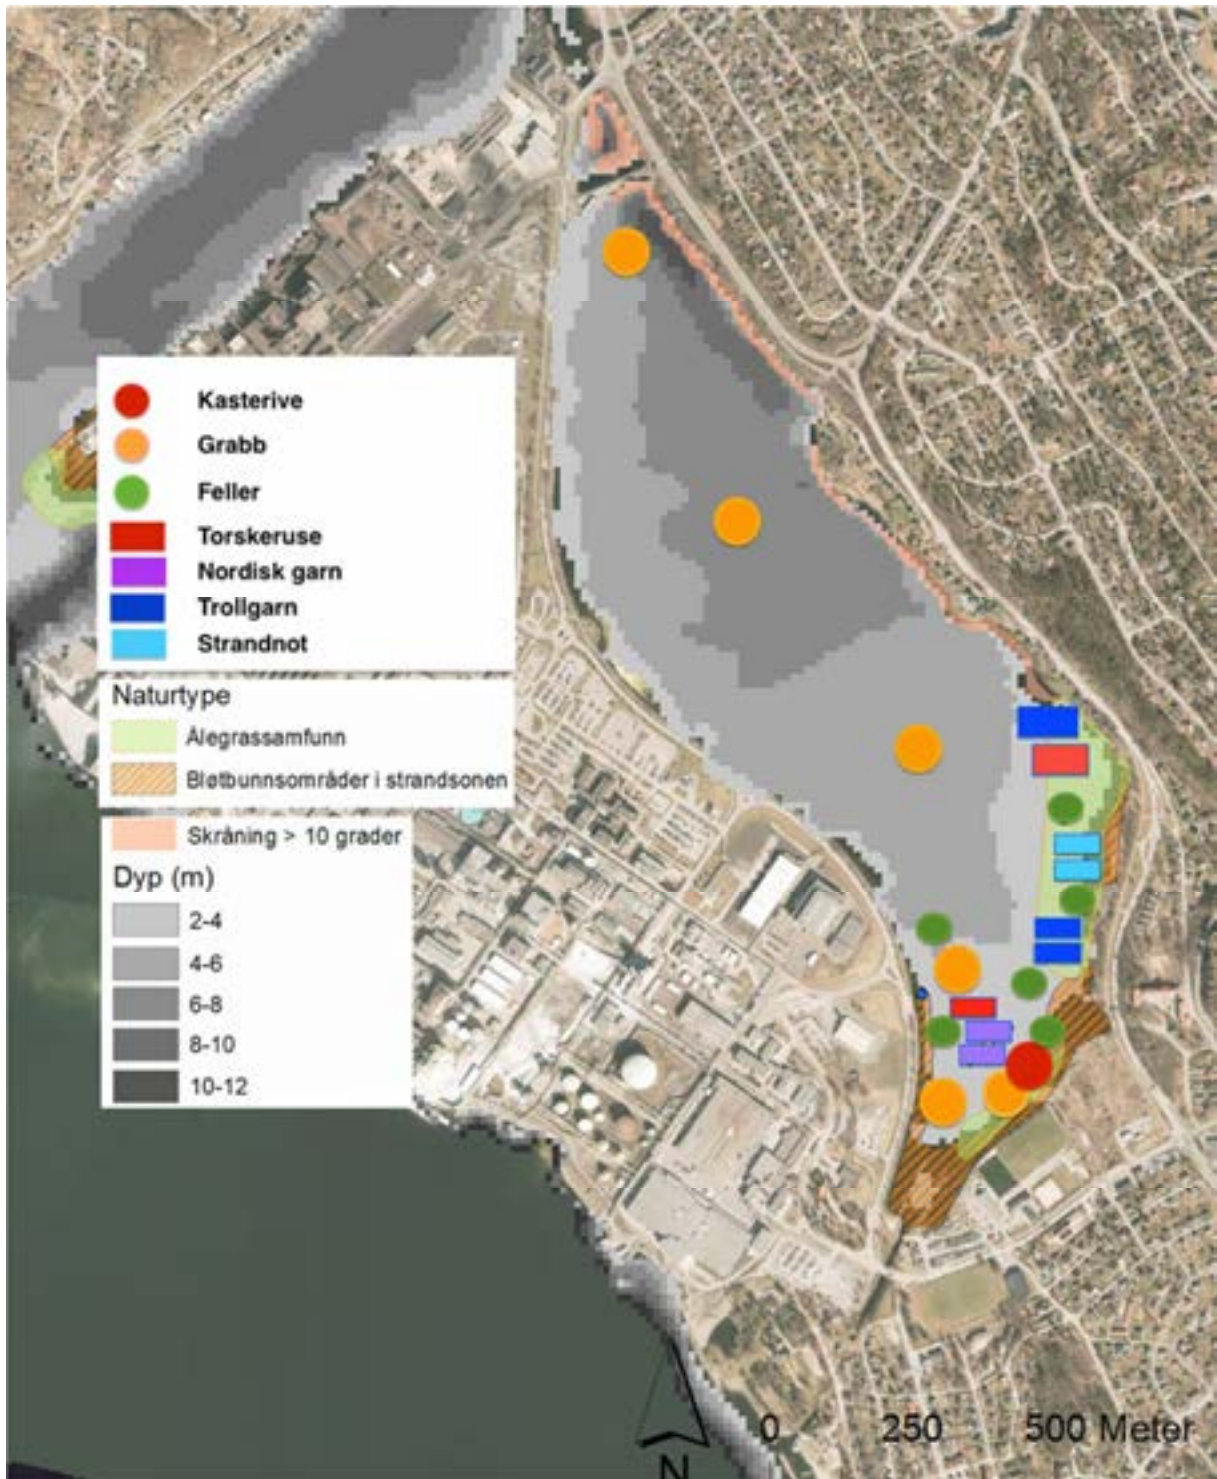 Kasterive
Grabb
Feller
Torskeruse
Nordisk garn
Trollgarn
Strandnot
Naturtype
Ålegrassamfunn
Bløtbunnsområder i strandsonen
Skråning > 10 grader
Dyp (m)
2-4
4-6
6-8
8-10
10-12
0 250 500 Meter
N